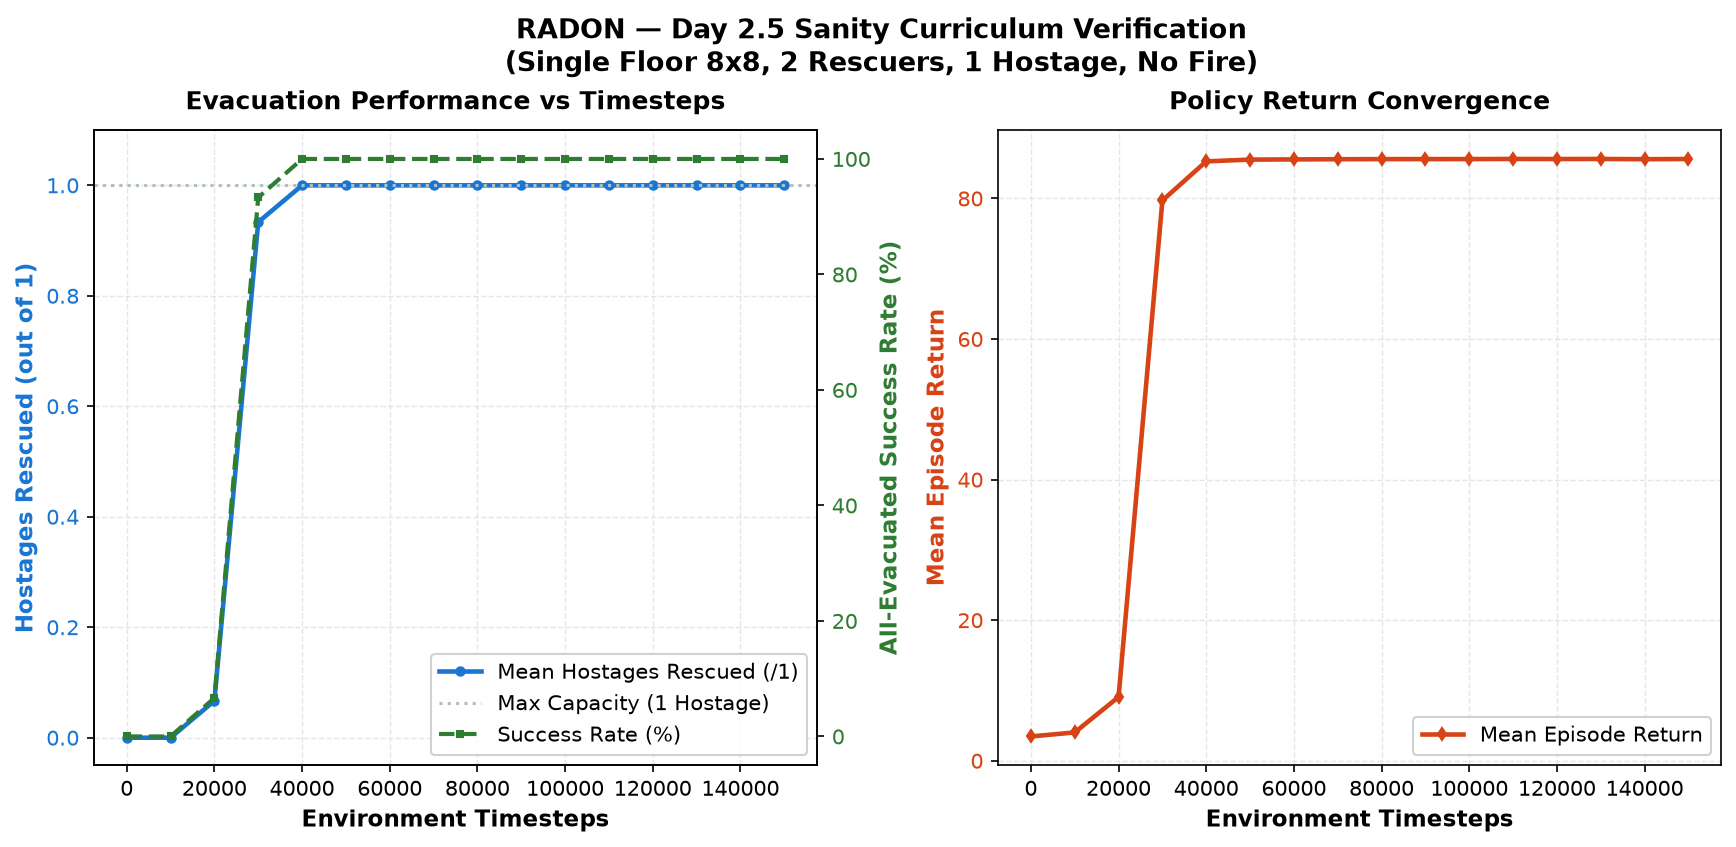 RADON — Day 2.5 Sanity Curriculum Verification
(Single Floor 8x8, 2 Rescuers, 1 Hostage, No Fire)
Evacuation Performance vs Timesteps
Hostages Rescued (out of 1)
1.0
0.8
0.6
0.4
0.2
0.0
100
80
60
40
20
0
All-Evacuated Success Rate (%)
Mean Hostages Rescued (/1)
Max Capacity (1 Hostage)
Success Rate (%)
0 20000 40000 60000 80000 100000 120000 140000
Environment Timesteps
Policy Return Convergence
Mean Episode Return
80
60
40
20
0
Mean Episode Return
0 20000 40000 60000 80000 100000 120000 140000
Environment Timesteps